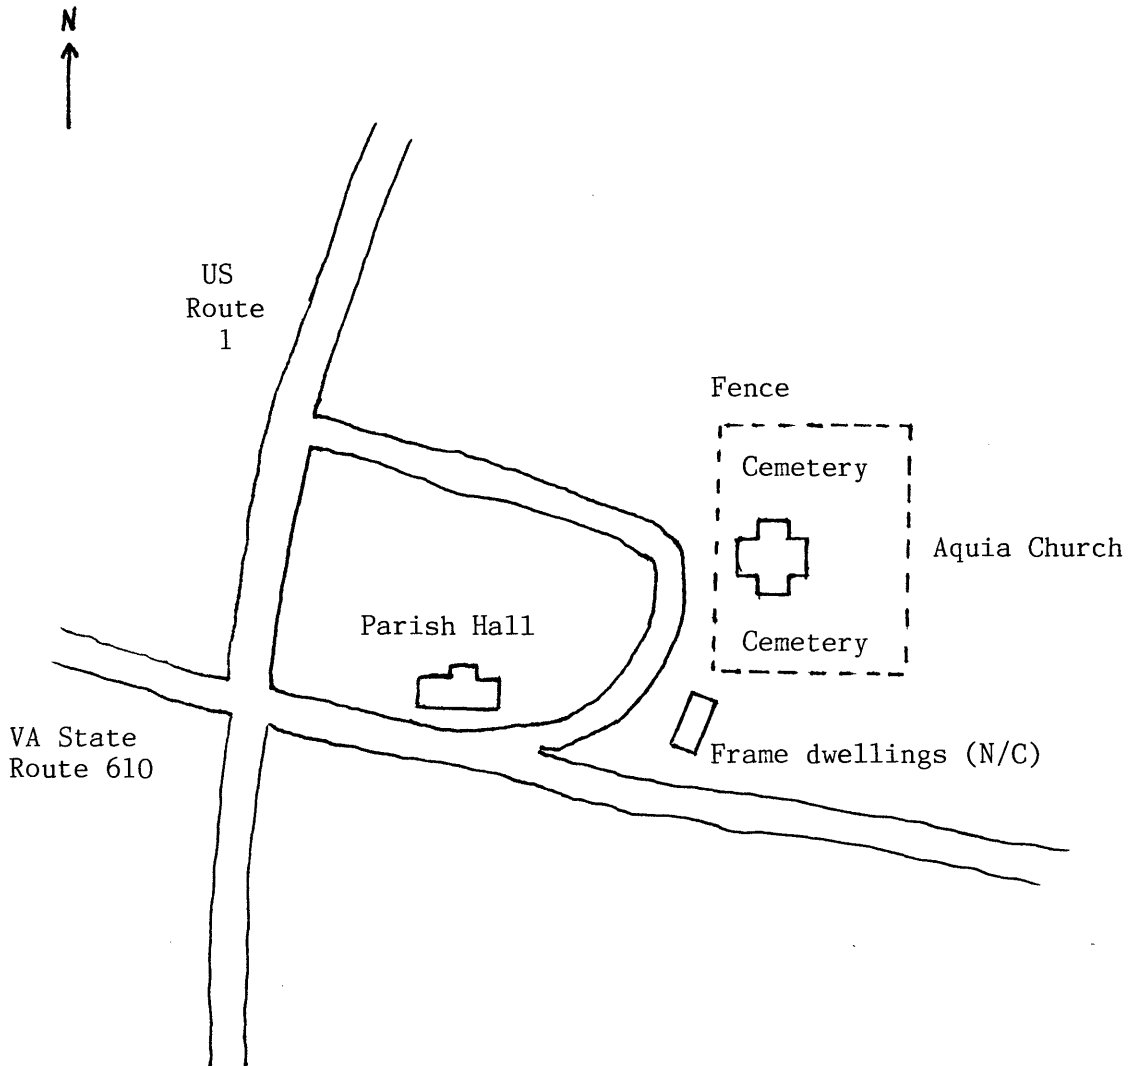 N
US
Route
1
Fence
Cemetery
Aquia Church
Parish Hall
Cemetery
VA State
Route 610
Frame dwellings (N/C)